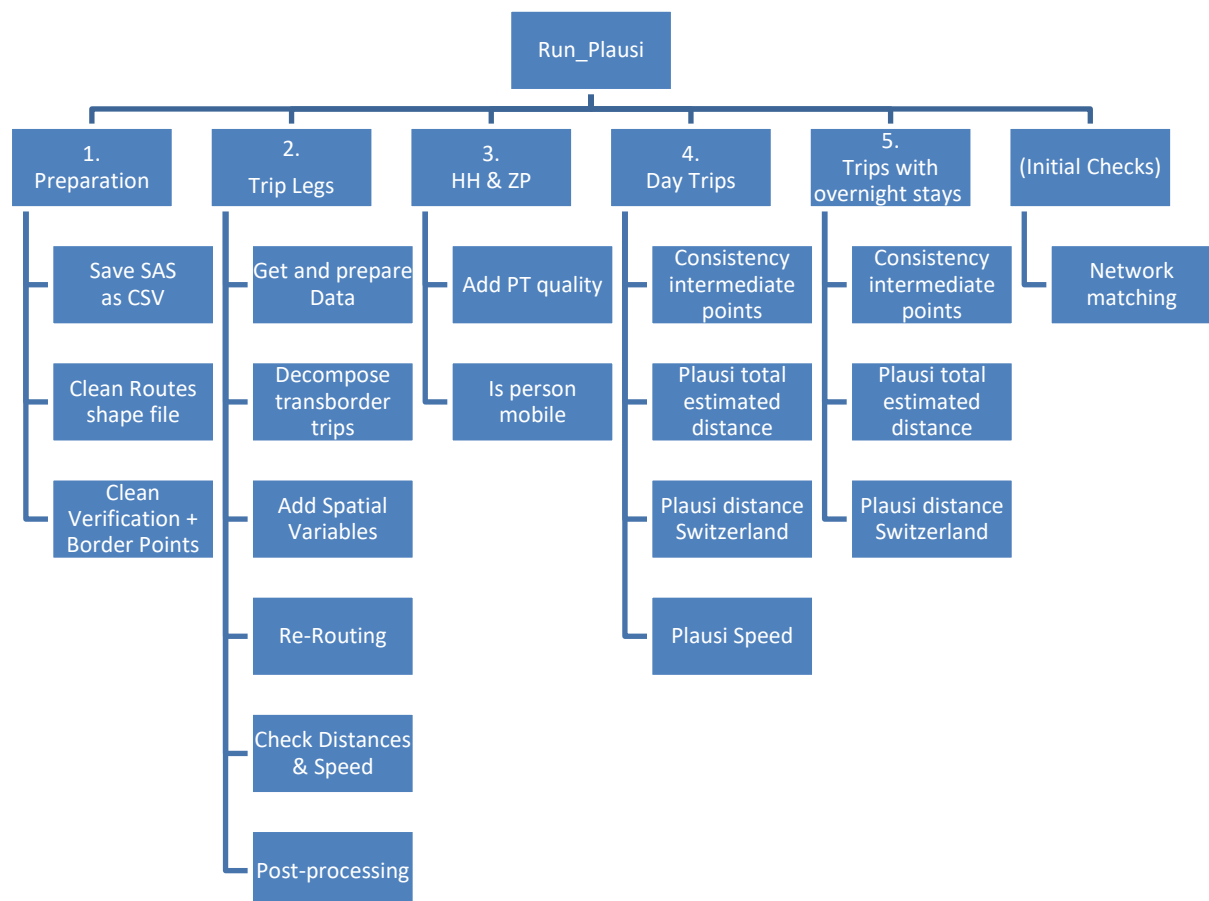 Run_Plausi
1.
Preparation
Save SAS
as CSV
Clean Routes
shape file
Clean
Verification +
Border Points
2.
Trip Legs
Get and prepare
Data
Decompose
transborder
trips
Add Spatial
Variables
Re-Routing
Check Distances
& Speed
Post-processing
3.
HH & ZP
Add PT quality
Is person
mobile
4.
Day Trips
Consistency
intermediate
points
Plausi total
estimated
distance
Plausi distance
Switzerland
Plausi Speed
5.
Trips with
overnight stays
Consistency
intermediate
points
Plausi total
estimated
distance
Plausi distance
Switzerland
(Initial Checks)
Network
matching